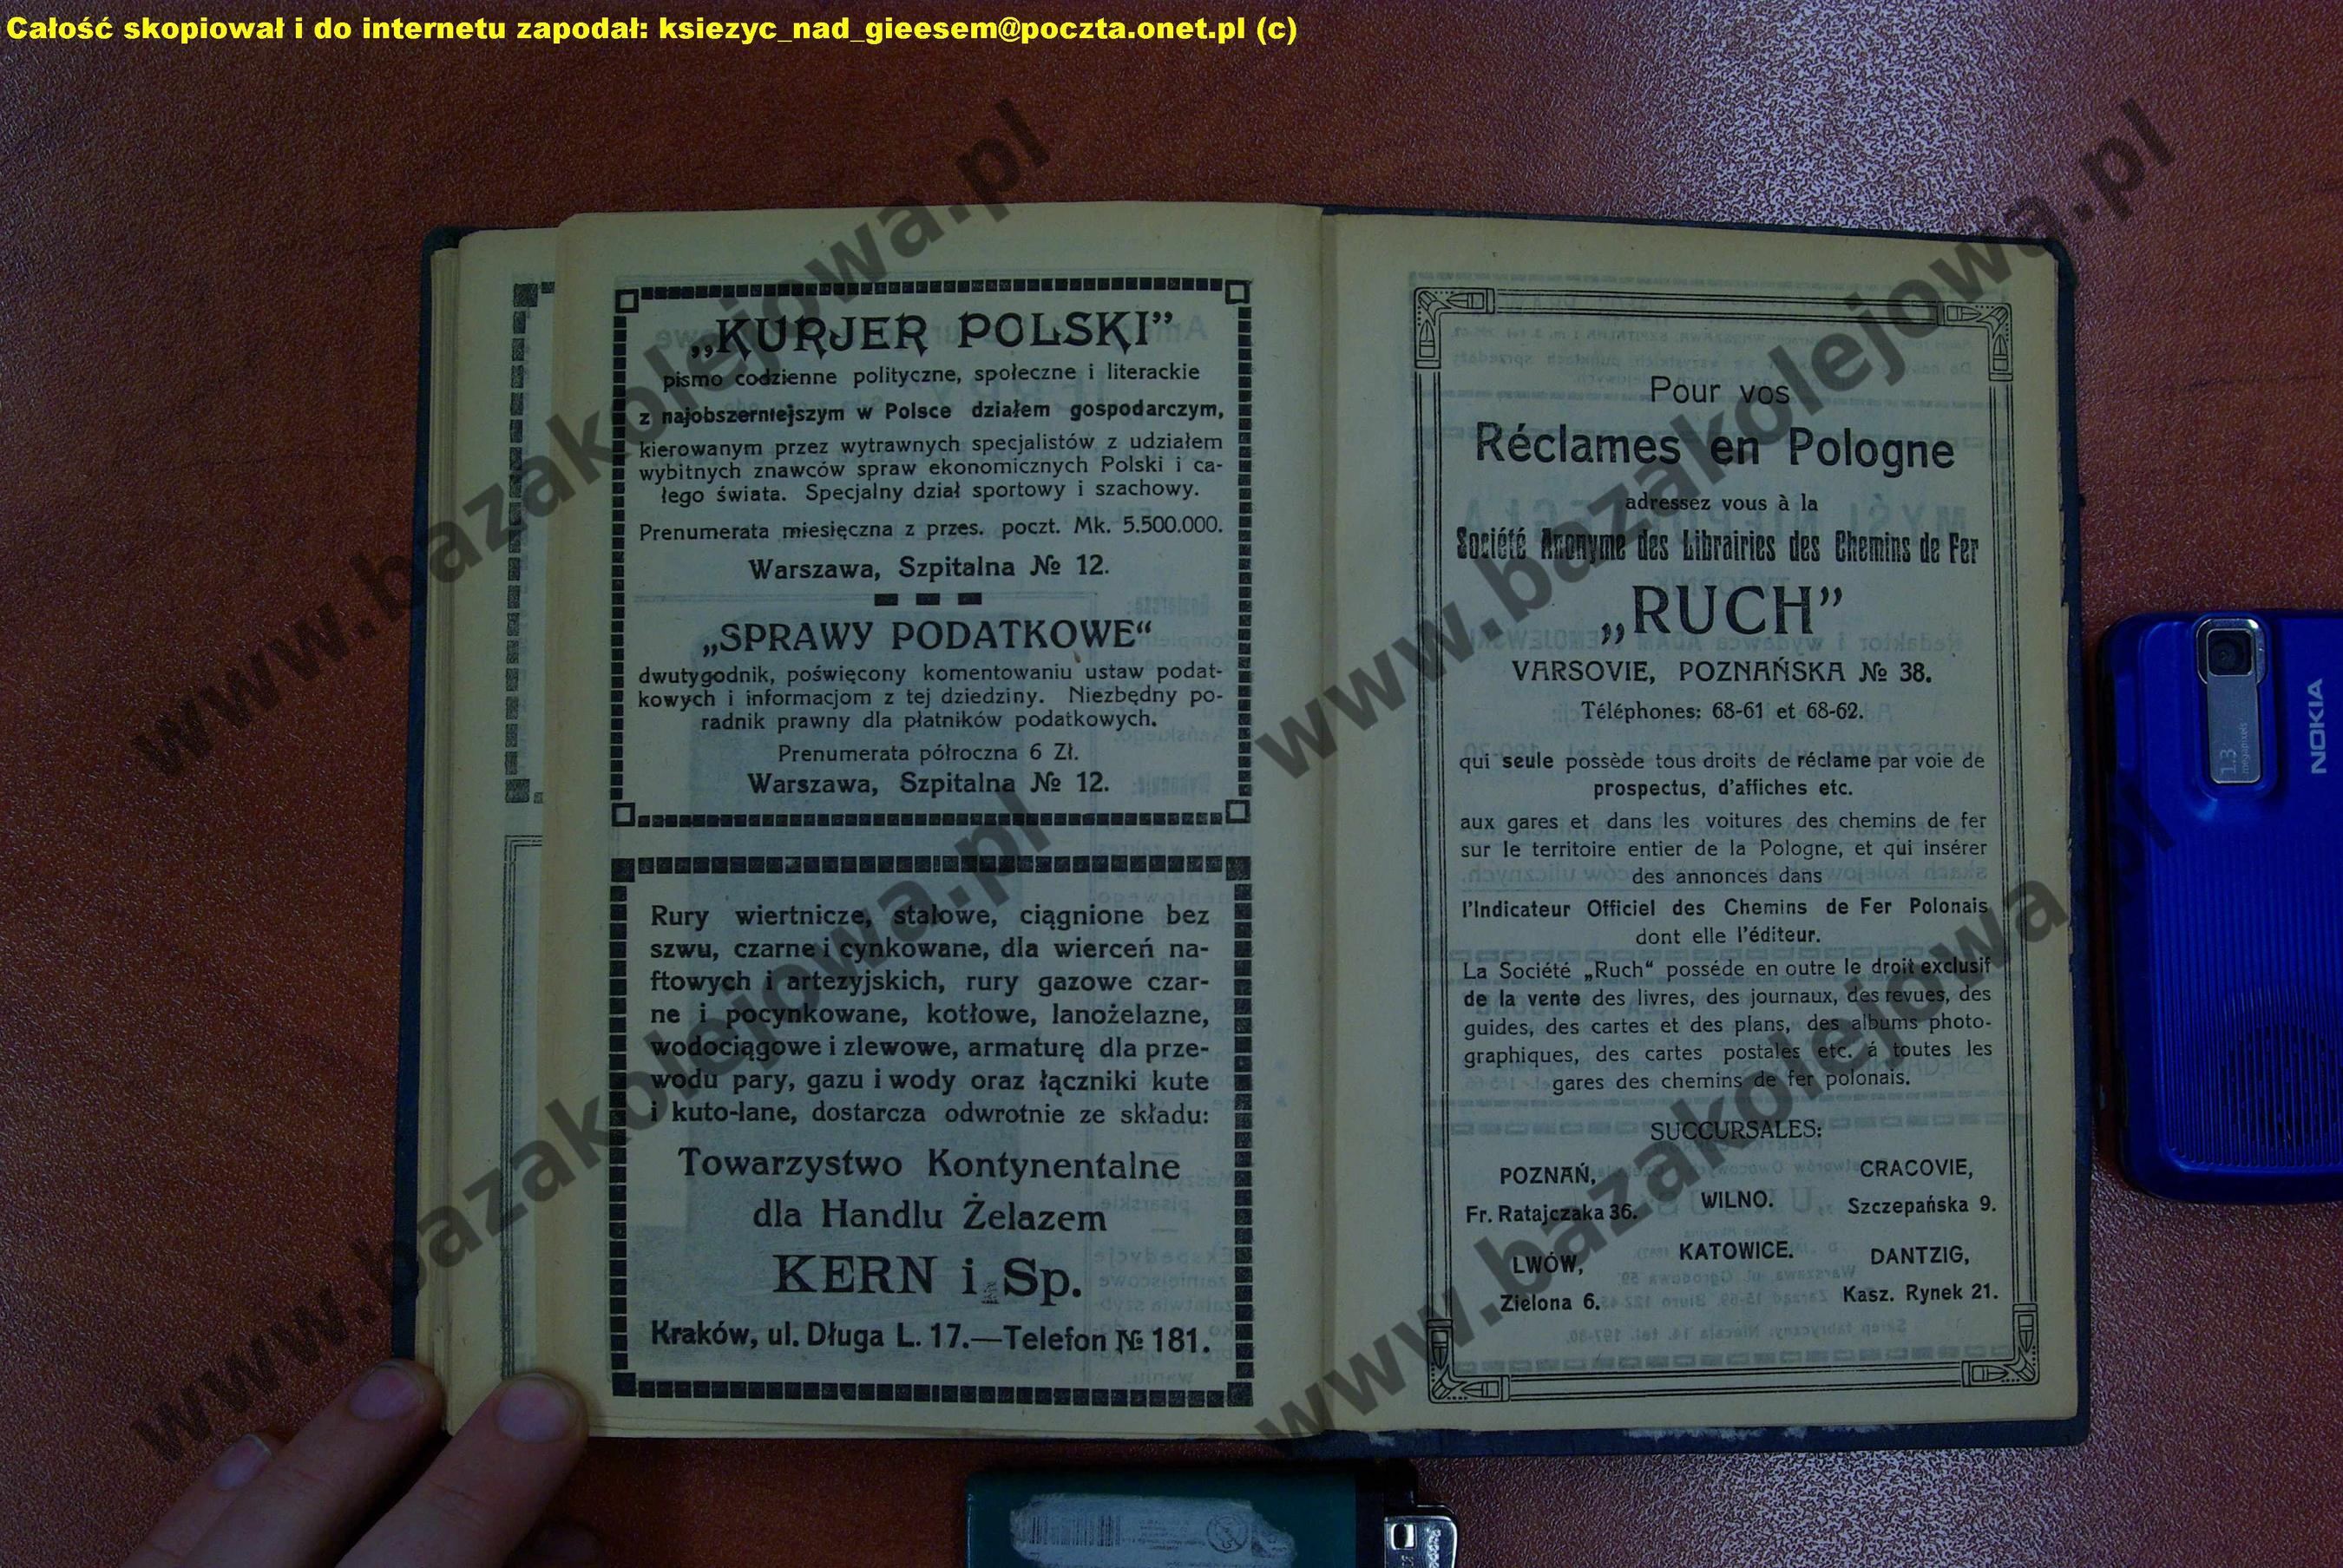 Całość skopiował i do internetu zapodał: ksiezyc_nad_gieesem@poczta.onet.pl (c)
„KURJER POLSKI”
pismo codzienne polityczne, społeczne i literackie
z najobszerniejszym w Polsce działem gospodarczym,
kierowanym przez wytrawnych specjalistów z udziałem
wybitnych znawców spraw ekonomicznych Polski i ca-
łego świata. Specjalny dział sportowy i szachowy.
Prenumerata miesięczna z przes. poczt. Mk. 5.500.000.
Warszawa, Szpitalna № 12.
„SPRAWY PODATKOWE“
dwutygodnik, poświęcony komentowaniu ustaw podat-
kowych i informacjom z tej dziedziny. Niezbędny po-
radnik prawny dla płatników podatkowych.
Prenumerata półroczna 6 Zł.
Warszawa, Szpitalna № 12.
Rury wiertnicze, stalowe, ciągnione bez
szwu, czarne i cynkowane, dla wierceń na-
ftowych i artezyjskich, rury gazowe czar-
ne i pocynkowane, kotłowe, lanożelazne,
wodociągowe i zlewowe, armaturę dla prze-
wodu pary, gazu i wody oraz łączniki kute
i kuto-lane, dostarcza odwrotnie ze składu:
Towarzystwo Kontynentalne
dla Handlu Żelazem
KERN i Sp.
Kraków, ul. Długa L. 17.—Telefon № 181.
Pour vos
Réclames en Pologne
adressez vous à la
Société Anonyme des Librairies des Chemins de Fer
„RUCH”
VARSOVIE, POZNAŃSKA № 38.
Téléphones: 68-61 et 68-62.
qui seule possède tous droits de réclame par voie de
prospectus, d'affiches etc.
aux gares et dans les voitures des chemins de fer
sur le territoire entier de la Pologne, et qui insérer
des annonces dans
l'Indicateur Officiel des Chemins de Fer Polonais
dont elle l'éditeur.
La Société „Ruch“ posséde en outre le droit exclusif
de la vente des livres, des journaux, des revues, des
guides, des cartes et des plans, des albums photo-
graphiques, des cartes postales etc. á toutes les
gares des chemins de fer polonais.
SUCCURSALES:
POZNAŃ,
Fr. Ratajczaka 36.
WILNO.
CRACOVIE,
Szczepańska 9.
LWÓW,
Zielona 6.
KATOWICE.
DANTZIG,
Kasz. Rynek 21.
NOKIA
1.3
megapixel
www.bazakolejowa.pl
www.bazakolejowa.pl
www.bazakolejowa.pl
www.bazakolejowa.pl